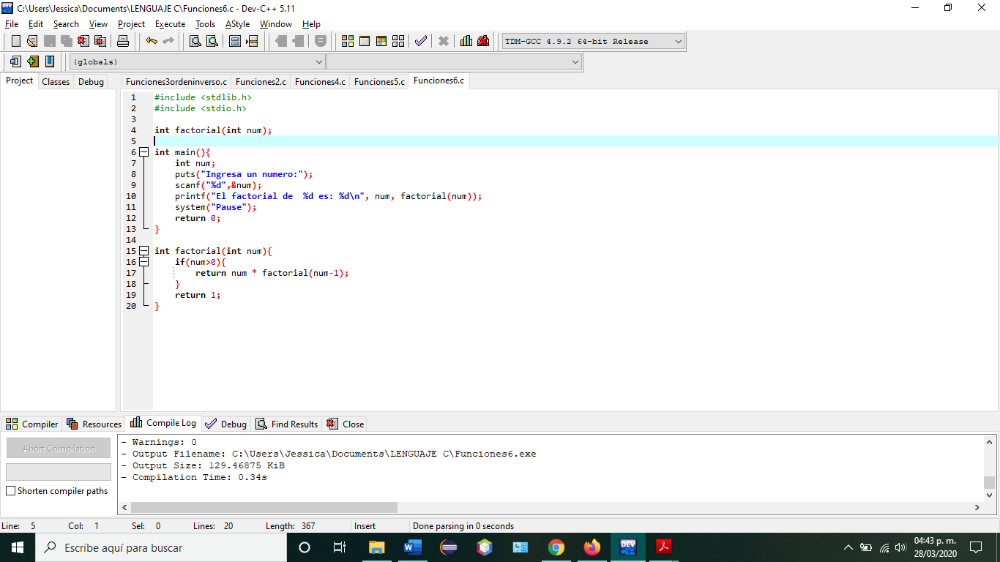 C:\Users\Jessica\Documents\LENGUAJE C\Funciones6.c - Dev-C++ 5.11
File Edit Search View Project Execute Tools AStyle Window Help
TDM-GCC 4.9.2 64-bit Release
(globals)
Project Classes Debug Funciones3ordeninverso.c Funciones2.c Funciones4.c Funciones5.c Funciones6.c
1 #include <stdlib.h>
2 #include <stdio.h>
3
4 int factorial(int num);
5
6 int main(){
7 int num;
8 puts("Ingresa un numero:");
9 scanf("%d",&num);
10 printf("El factorial de  %d es: %d\n", num, factorial(num));
11 system("Pause");
12 return 0;
13 }
14
15 int factorial(int num){
16 if(num>0){
17 return num * factorial(num-1);
18 }
19 return 1;
20 }
Compiler Resources Compile Log Debug Find Results Close
Abort Compilation
Shorten compiler paths
- Warnings: 0
- Output Filename: C:\Users\Jessica\Documents\LENGUAJE C\Funciones6.exe
- Output Size: 129.46875 KiB
- Compilation Time: 0.34s
Line: 5 Col: 1 Sel: 0 Lines: 20 Length: 367 Insert Done parsing in 0 seconds
Escribe aquí para buscar
DEV
04:43 p. m.
28/03/2020